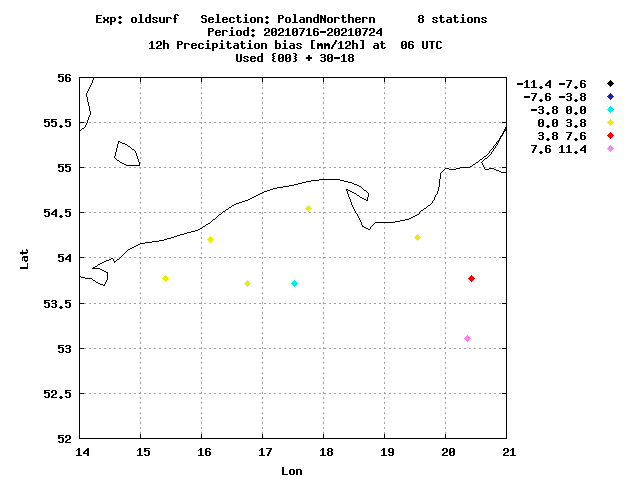 Exp: oldsurf   Selection: PolandNorthern      8 stations
Period: 20210716-20210724
12h Precipitation bias [mm/12h] at  06 UTC
Used {00} + 30-18
-11.4 -7.6
-7.6 -3.8
-3.8 0.0
0.0 3.8
3.8 7.6
7.6 11.4
56
55.5
55
54.5
54
53.5
53
52.5
52
Lat
14 15 16 17 18 19 20 21
Lon